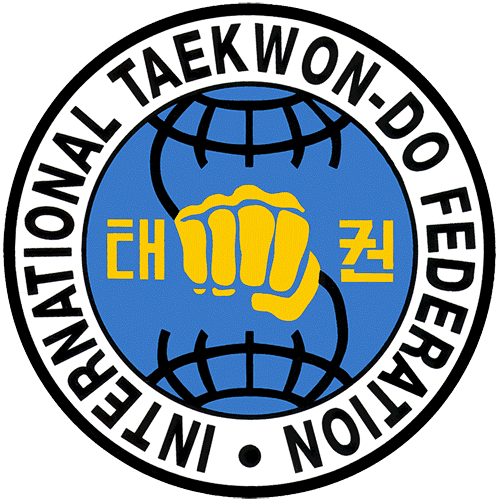 INTERNATIONAL TAEKWON-DO FEDERATION •
태 권